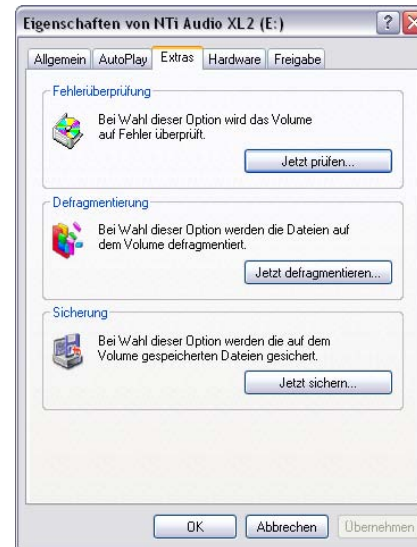 Eigenschaften von NTi Audio XL2 (E:)
Allgemein AutoPlay Extras Hardware Freigabe
Fehlerüberprüfung
Bei Wahl dieser Option wird das Volume
auf Fehler überprüft.
Jetzt prüfen...
Defragmentierung
Bei Wahl dieser Option werden die Dateien auf
dem Volume defragmentiert.
Jetzt defragmentieren...
Sicherung
Bei Wahl dieser Option werden die auf dem
Volume gespeicherten Dateien gesichert.
Jetzt sichern...
OK Abbrechen Übernehmen